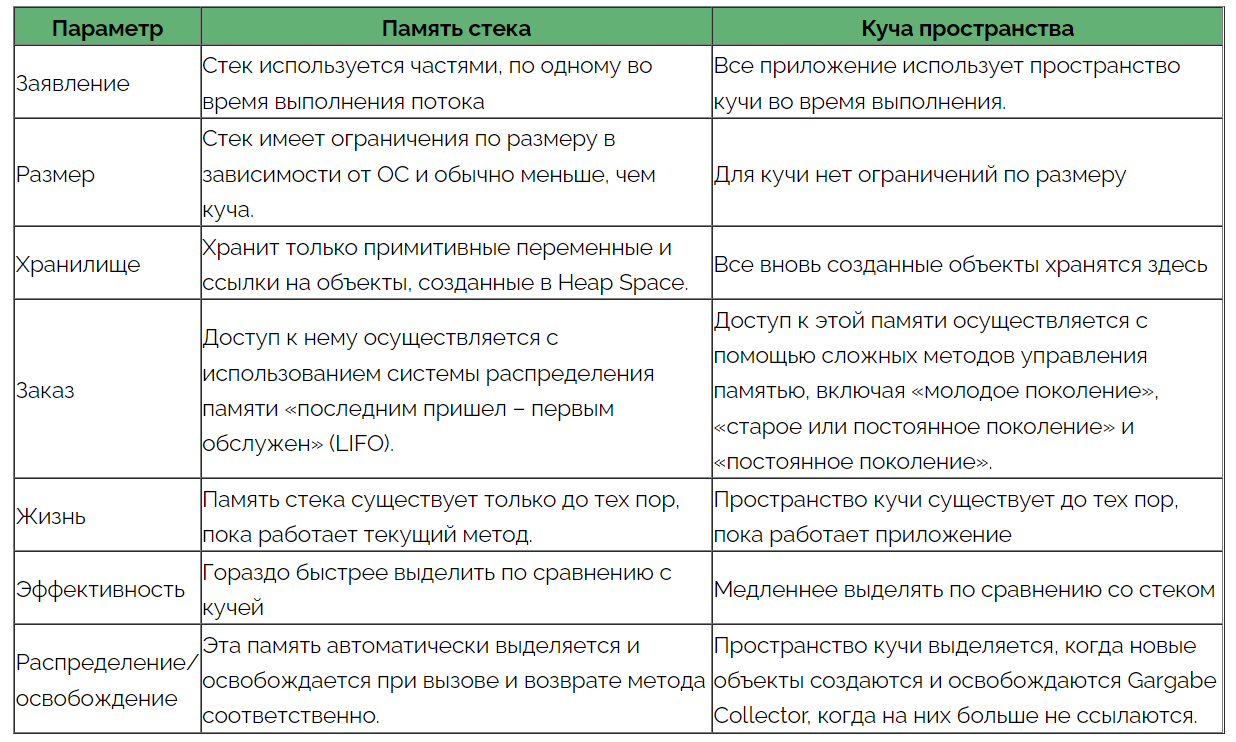 Параметр
Память стека
Куча пространства
Заявление
Стек используется частями, по одному во
время выполнения потока
Все приложение использует пространство
кучи во время выполнения.
Размер
Стек имеет ограничения по размеру в
зависимости от ОС и обычно меньше, чем
куча.
Для кучи нет ограничений по размеру
Хранилище
Хранит только примитивные переменные и
ссылки на объекты, созданные в Heap Space.
Все вновь созданные объекты хранятся здесь
Заказ
Доступ к нему осуществляется с
использованием системы распределения
памяти «последним пришел – первым
обслужен» (LIFO).
Доступ к этой памяти осуществляется с
помощью сложных методов управления
памятью, включая «молодое поколение»,
«старое или постоянное поколение» и
«постоянное поколение».
Жизнь
Память стека существует только до тех пор,
пока работает текущий метод.
Пространство кучи существует до тех пор,
пока работает приложение
Эффективность
Гораздо быстрее выделить по сравнению с
кучей
Медленнее выделять по сравнению со стеком
Распределение/
освобождение
Эта память автоматически выделяется и
освобождается при вызове и возврате метода
соответственно.
Пространство кучи выделяется, когда новые
объекты создаются и освобождаются Gargabe
Collector, когда на них больше не ссылаются.